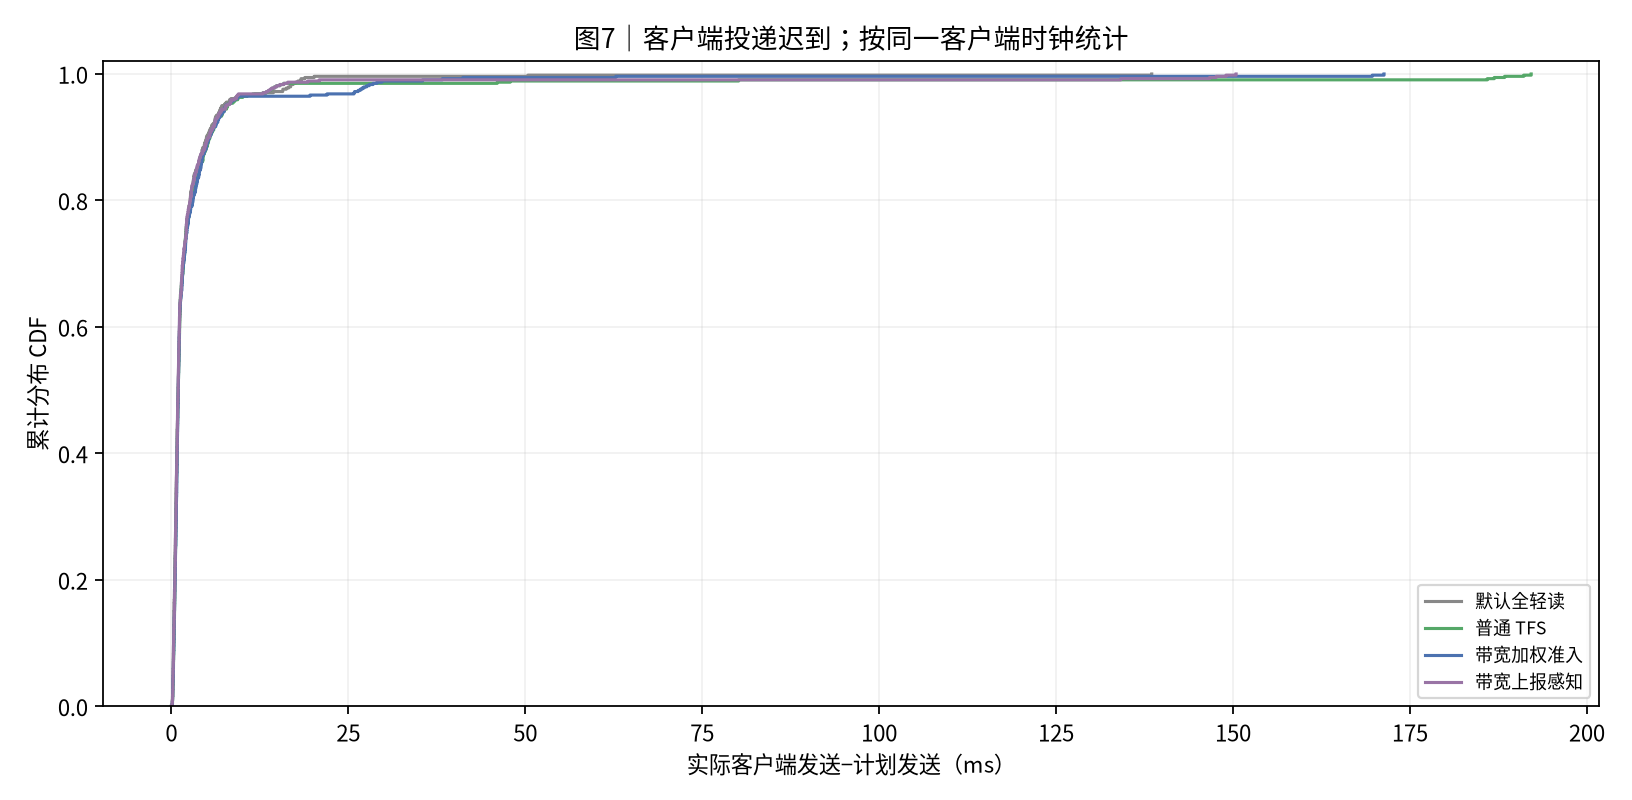 图7｜客户端投递迟到；按同一客户端时钟统计
1.0
0.8
0.6
0.4
0.2
0.0
累计分布 CDF
0 25 50 75 100 125 150 175 200
实际客户端发送−计划发送（ms）
默认全轻读
普通 TFS
带宽加权准入
带宽上报感知